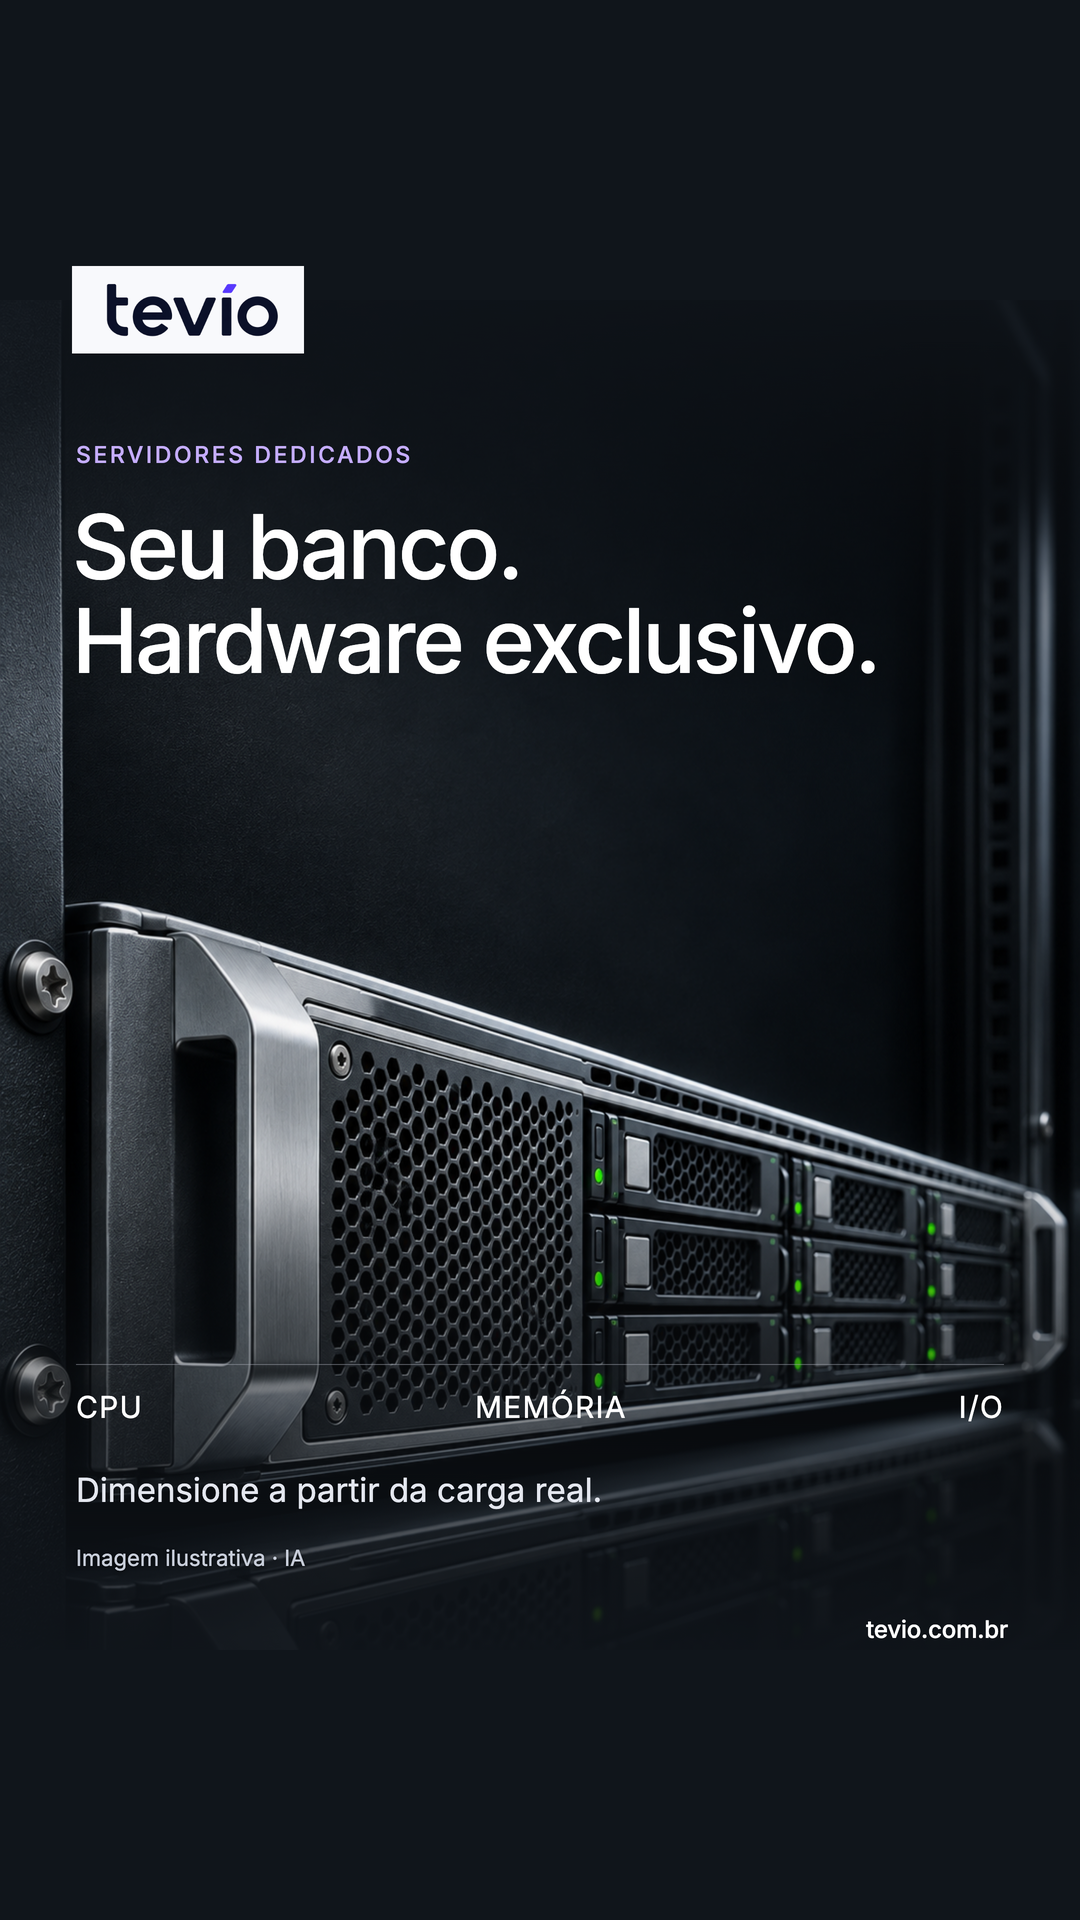 tevío
SERVIDORES DEDICADOS
Seu banco.
Hardware exclusivo.
CPU MEMÓRIA I/O
Dimensione a partir da carga real.
Imagem ilustrativa · IA
tevio.com.br